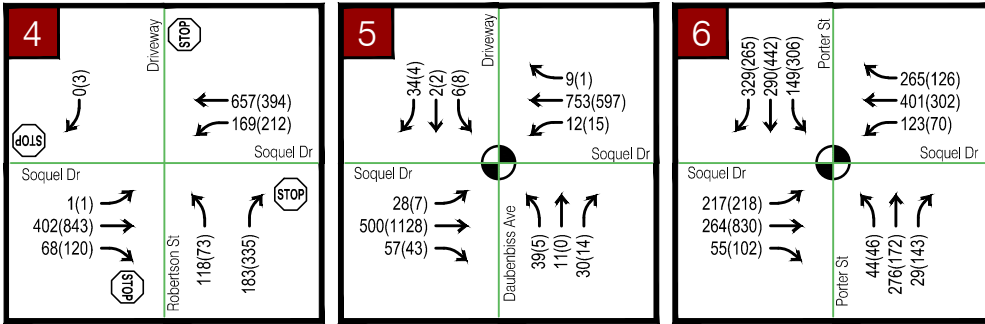 4
Driveway
STOP
0(3)
657(394)
169(212)
STOP
Soquel Dr
Soquel Dr
STOP
1(1)
402(843)
68(120)
118(73)
183(335)
Robertson St
STOP
5
Driveway
34(4)
2(2)
6(8)
9(1)
753(597)
12(15)
Soquel Dr
Soquel Dr
28(7)
500(1128)
57(43)
Daubenbiss Ave
39(5)
11(0)
30(14)
6
Porter St
329(265)
290(442)
149(306)
265(126)
401(302)
123(70)
Soquel Dr
Soquel Dr
217(218)
264(830)
55(102)
Porter St
44(46)
276(172)
29(143)